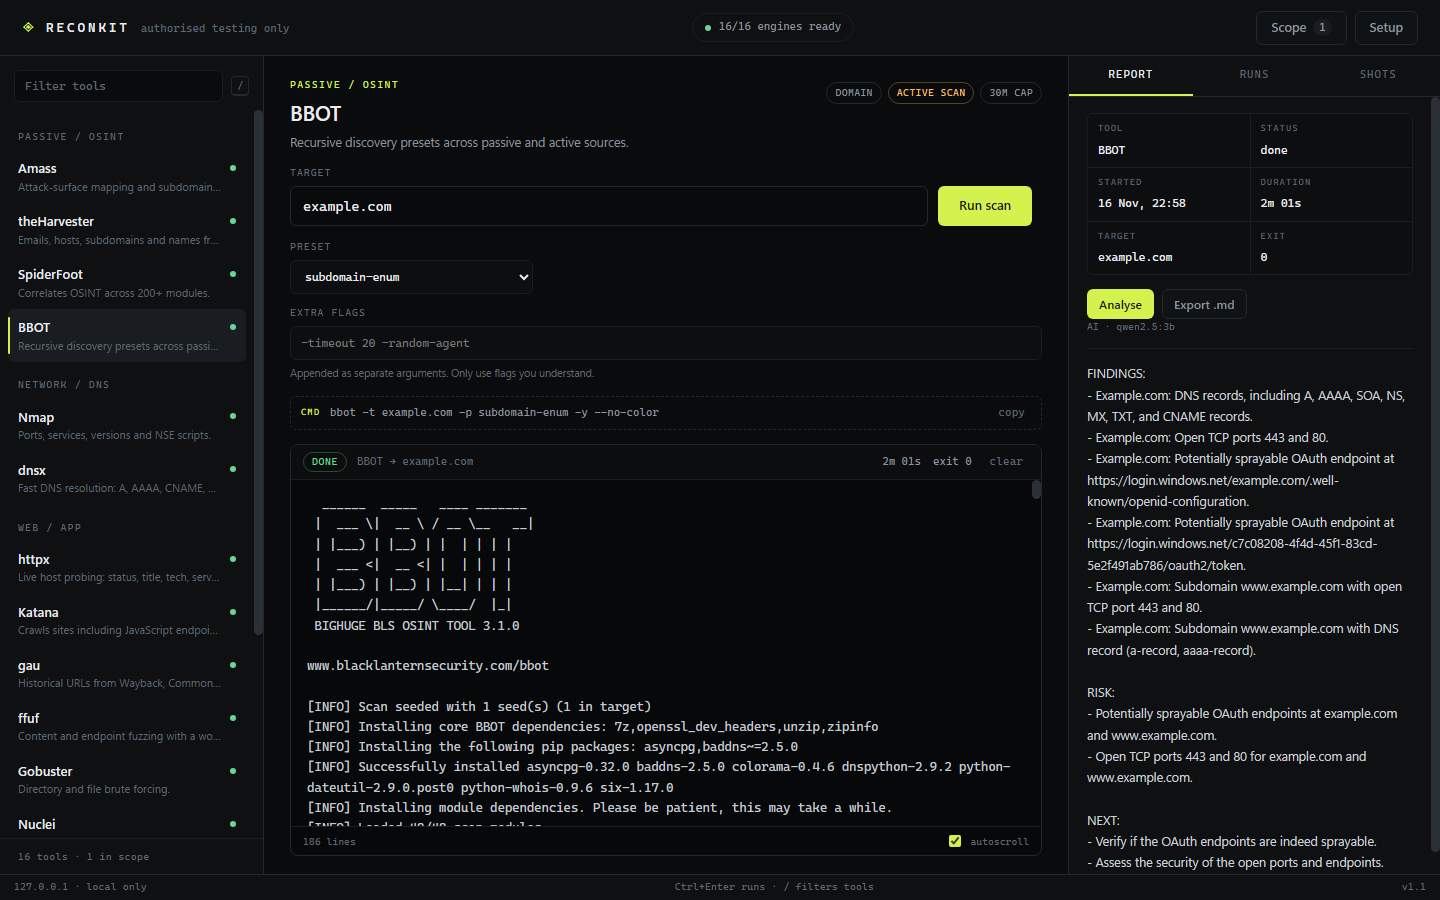 RECONKIT authorised testing only
16/16 engines ready
Scope 1
Setup
Filter tools /
PASSIVE / OSINT
Amass
Attack-surface mapping and subdomain...
theHarvester
Emails, hosts, subdomains and names fr...
SpiderFoot
Correlates OSINT across 200+ modules.
BBOT
Recursive discovery presets across passi...
NETWORK / DNS
Nmap
Ports, services, versions and NSE scripts.
dnsx
Fast DNS resolution: A, AAAA, CNAME, ...
WEB / APP
httpx
Live host probing: status, title, tech, serv...
Katana
Crawls sites including JavaScript endpoi...
gau
Historical URLs from Wayback, Common...
ffuf
Content and endpoint fuzzing with a wo...
Gobuster
Directory and file brute forcing.
Nuclei
16 tools · 1 in scope
PASSIVE / OSINT
BBOT
Recursive discovery presets across passive and active sources.
DOMAIN
ACTIVE SCAN
30M CAP
TARGET
example.com
Run scan
PRESET
subdomain-enum
EXTRA FLAGS
-timeout 20 -random-agent
Appended as separate arguments. Only use flags you understand.
CMD bbot -t example.com -p subdomain-enum -y --no-color copy
DONE BBOT → example.com 2m 01s exit 0 clear
BIGHUGE BLS OSINT TOOL 3.1.0
www.blacklanternsecurity.com/bbot
[INFO] Scan seeded with 1 seed(s) (1 in target)
[INFO] Installing core BBOT dependencies: 7z,openssl_dev_headers,unzip,zipinfo
[INFO] Installing the following pip packages: asyncpg,baddns~=2.5.0
[INFO] Successfully installed asyncpg-0.32.0 baddns-2.5.0 colorama-0.4.6 dnspython-2.9.2 python-
dateutil-2.9.0.post0 python-whois-0.9.6 six-1.17.0
[INFO] Installing module dependencies. Please be patient, this may take a while.
186 lines
autoscroll
REPORT
RUNS
SHOTS
TOOL
BBOT
STATUS
done
STARTED
16 Nov, 22:58
DURATION
2m 01s
TARGET
example.com
EXIT
0
Analyse
Export .md
AI · qwen2.5:3b
FINDINGS:
- Example.com: DNS records, including A, AAAA, SOA, NS,
MX, TXT, and CNAME records.
- Example.com: Open TCP ports 443 and 80.
- Example.com: Potentially sprayable OAuth endpoint at
https://login.windows.net/example.com/.well-
known/openid-configuration.
- Example.com: Potentially sprayable OAuth endpoint at
https://login.windows.net/c7c08208-4f4d-45f1-83cd-
5e2f491ab786/oauth2/token.
- Example.com: Subdomain www.example.com with open
TCP port 443 and 80.
- Example.com: Subdomain www.example.com with DNS
record (a-record, aaaa-record).
RISK:
- Potentially sprayable OAuth endpoints at example.com
and www.example.com.
- Open TCP ports 443 and 80 for example.com and
www.example.com.
NEXT:
- Verify if the OAuth endpoints are indeed sprayable.
- Assess the security of the open ports and endpoints.
127.0.0.1 · local only
Ctrl+Enter runs · / filters tools
v1.1